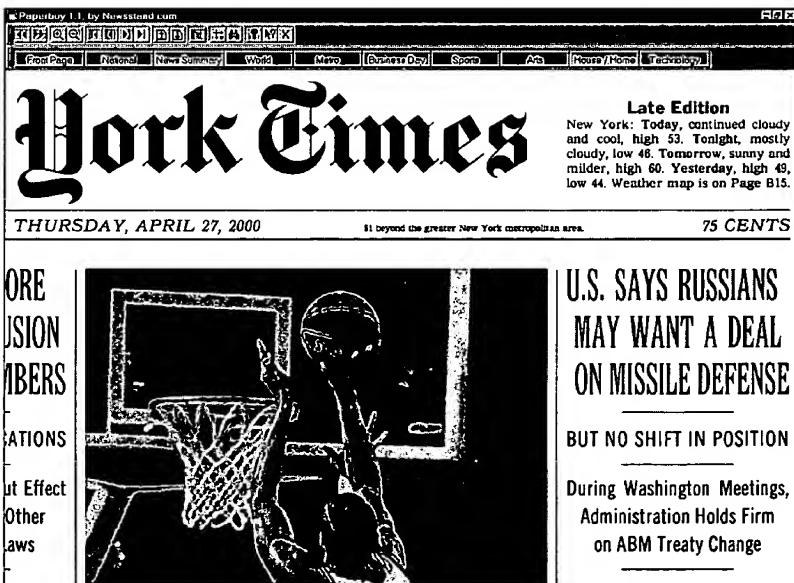 Paperboy 1.1, by Newsstand.com
Front Page National News Summary World Metro Business Day Sports Arts House / Home Technology
York Times
Late Edition
New York: Today, continued cloudy
and cool, high 53. Tonight, mostly
cloudy, low 46. Tomorrow, sunny and
milder, high 60. Yesterday, high 49,
low 44. Weather map is on Page B15.
THURSDAY, APRIL 27, 2000 $1 beyond the greater New York metropolitan area. 75 CENTS
ORE
USION
MBERS
ATIONS
ut Effect
Other
aws
U.S. SAYS RUSSIANS
MAY WANT A DEAL
ON MISSILE DEFENSE
BUT NO SHIFT IN POSITION
During Washington Meetings,
Administration Holds Firm
on ABM Treaty Change